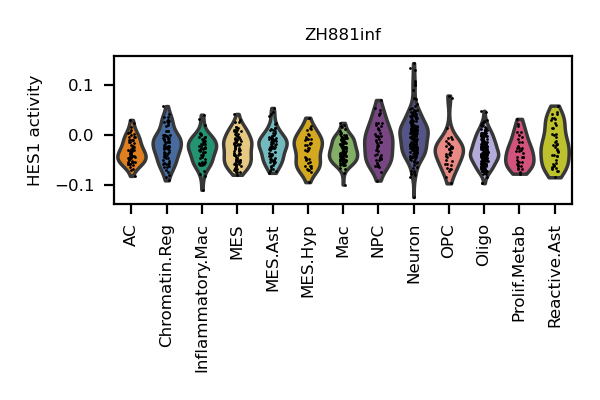 ZH881inf
HES1 activity
0.1
0.0
−0.1
AC
Chromatin.Reg
Inflammatory.Mac
MES
MES.Ast
MES.Hyp
Mac
NPC
Neuron
OPC
Oligo
Prolif.Metab
Reactive.Ast